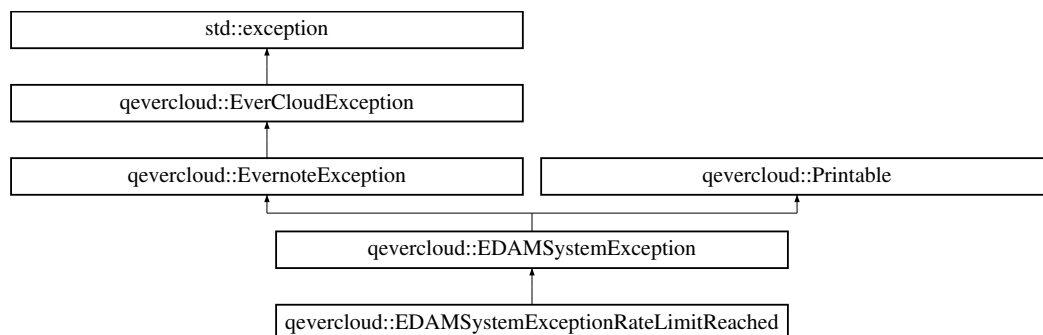 std::exception
qevercloud::EverCloudException
qevercloud::EvernoteException
qevercloud::Printable
qevercloud::EDAMSystemException
qevercloud::EDAMSystemExceptionRateLimitReached